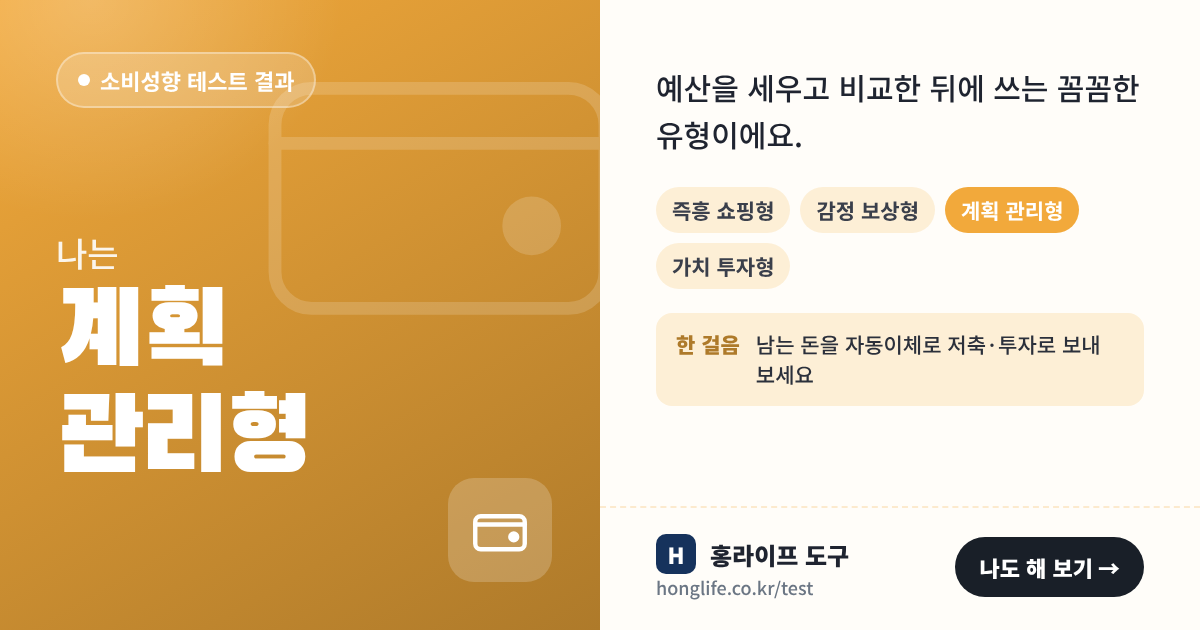 소비성향 테스트 결과
나는
계획
관리형
예산을 세우고 비교한 뒤에 쓰는 꼼꼼한
유형이에요.
즉흥 쇼핑형
감정 보상형
계획 관리형
가치 투자형
한 걸음 남는 돈을 자동이체로 저축·투자로 보내
보세요
H 홍라이프 도구
honglife.co.kr/test
나도 해 보기 →